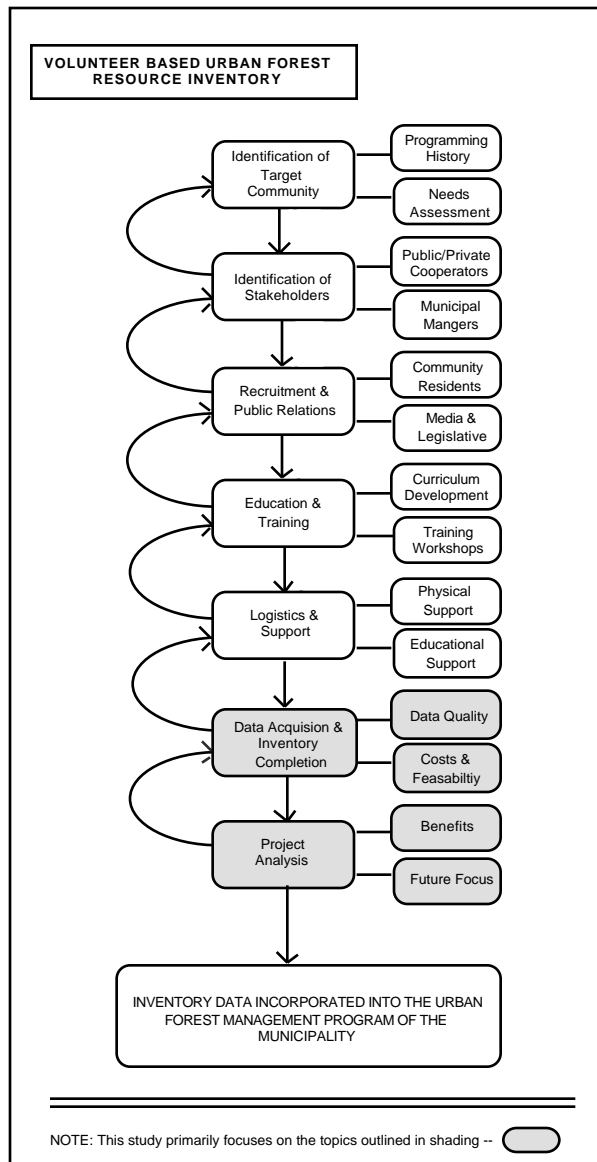 VOLUNTEER BASED URBAN FOREST
RESOURCE INVENTORY
Identification of
Target
Community
Programming
History
Needs
Assessment
Identification of
Stakeholders
Public/Private
Cooperators
Municipal
Mangers
Recruitment &
Public Relations
Community
Residents
Media &
Legislative
Education &
Training
Curriculum
Development
Training
Workshops
Logistics &
Support
Physical
Support
Educational
Support
Data Acquision &
Inventory
Completion
Data Quality
Costs &
Feasabiltiy
Project
Analysis
Benefits
Future Focus
INVENTORY DATA INCORPORATED INTO THE URBAN
FOREST MANAGEMENT PROGRAM OF THE
MUNICIPALITY
NOTE: This study primarily focuses on the topics outlined in shading --